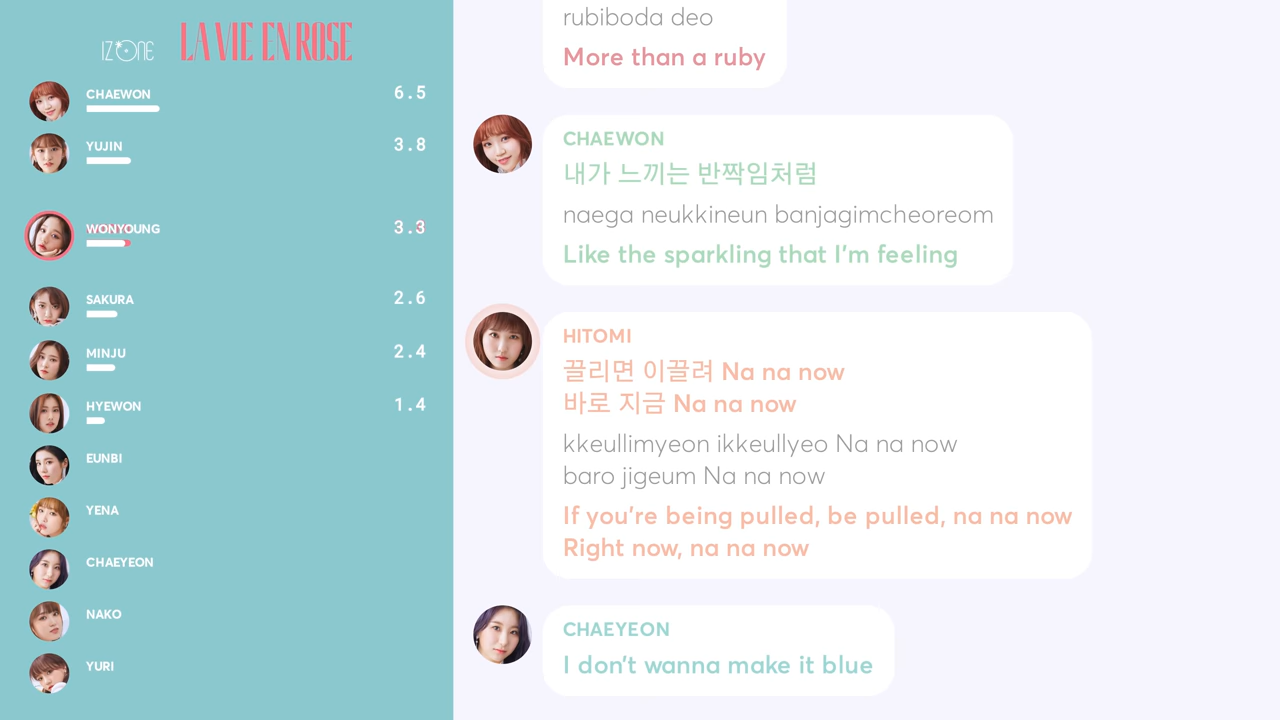 IZ*ONE LA VIE EN ROSE
CHAEWON 6.5
YUJIN 3.8
WONYOUNG 3.3
SAKURA 2.6
MINJU 2.4
HYEWON 1.4
EUNBI
YENA
CHAEYEON
NAKO
YURI
rubiboda deo
More than a ruby
CHAEWON
내가 느끼는 반짝임처럼
naega neukkineun banjagimcheoreom
Like the sparkling that I'm feeling
HITOMI
끌리면 이끌려 Na na now
바로 지금 Na na now
kkeullimyeon ikkeullyeo Na na now
baro jigeum Na na now
If you're being pulled, be pulled, na na now
Right now, na na now
CHAEYEON
I don't wanna make it blue